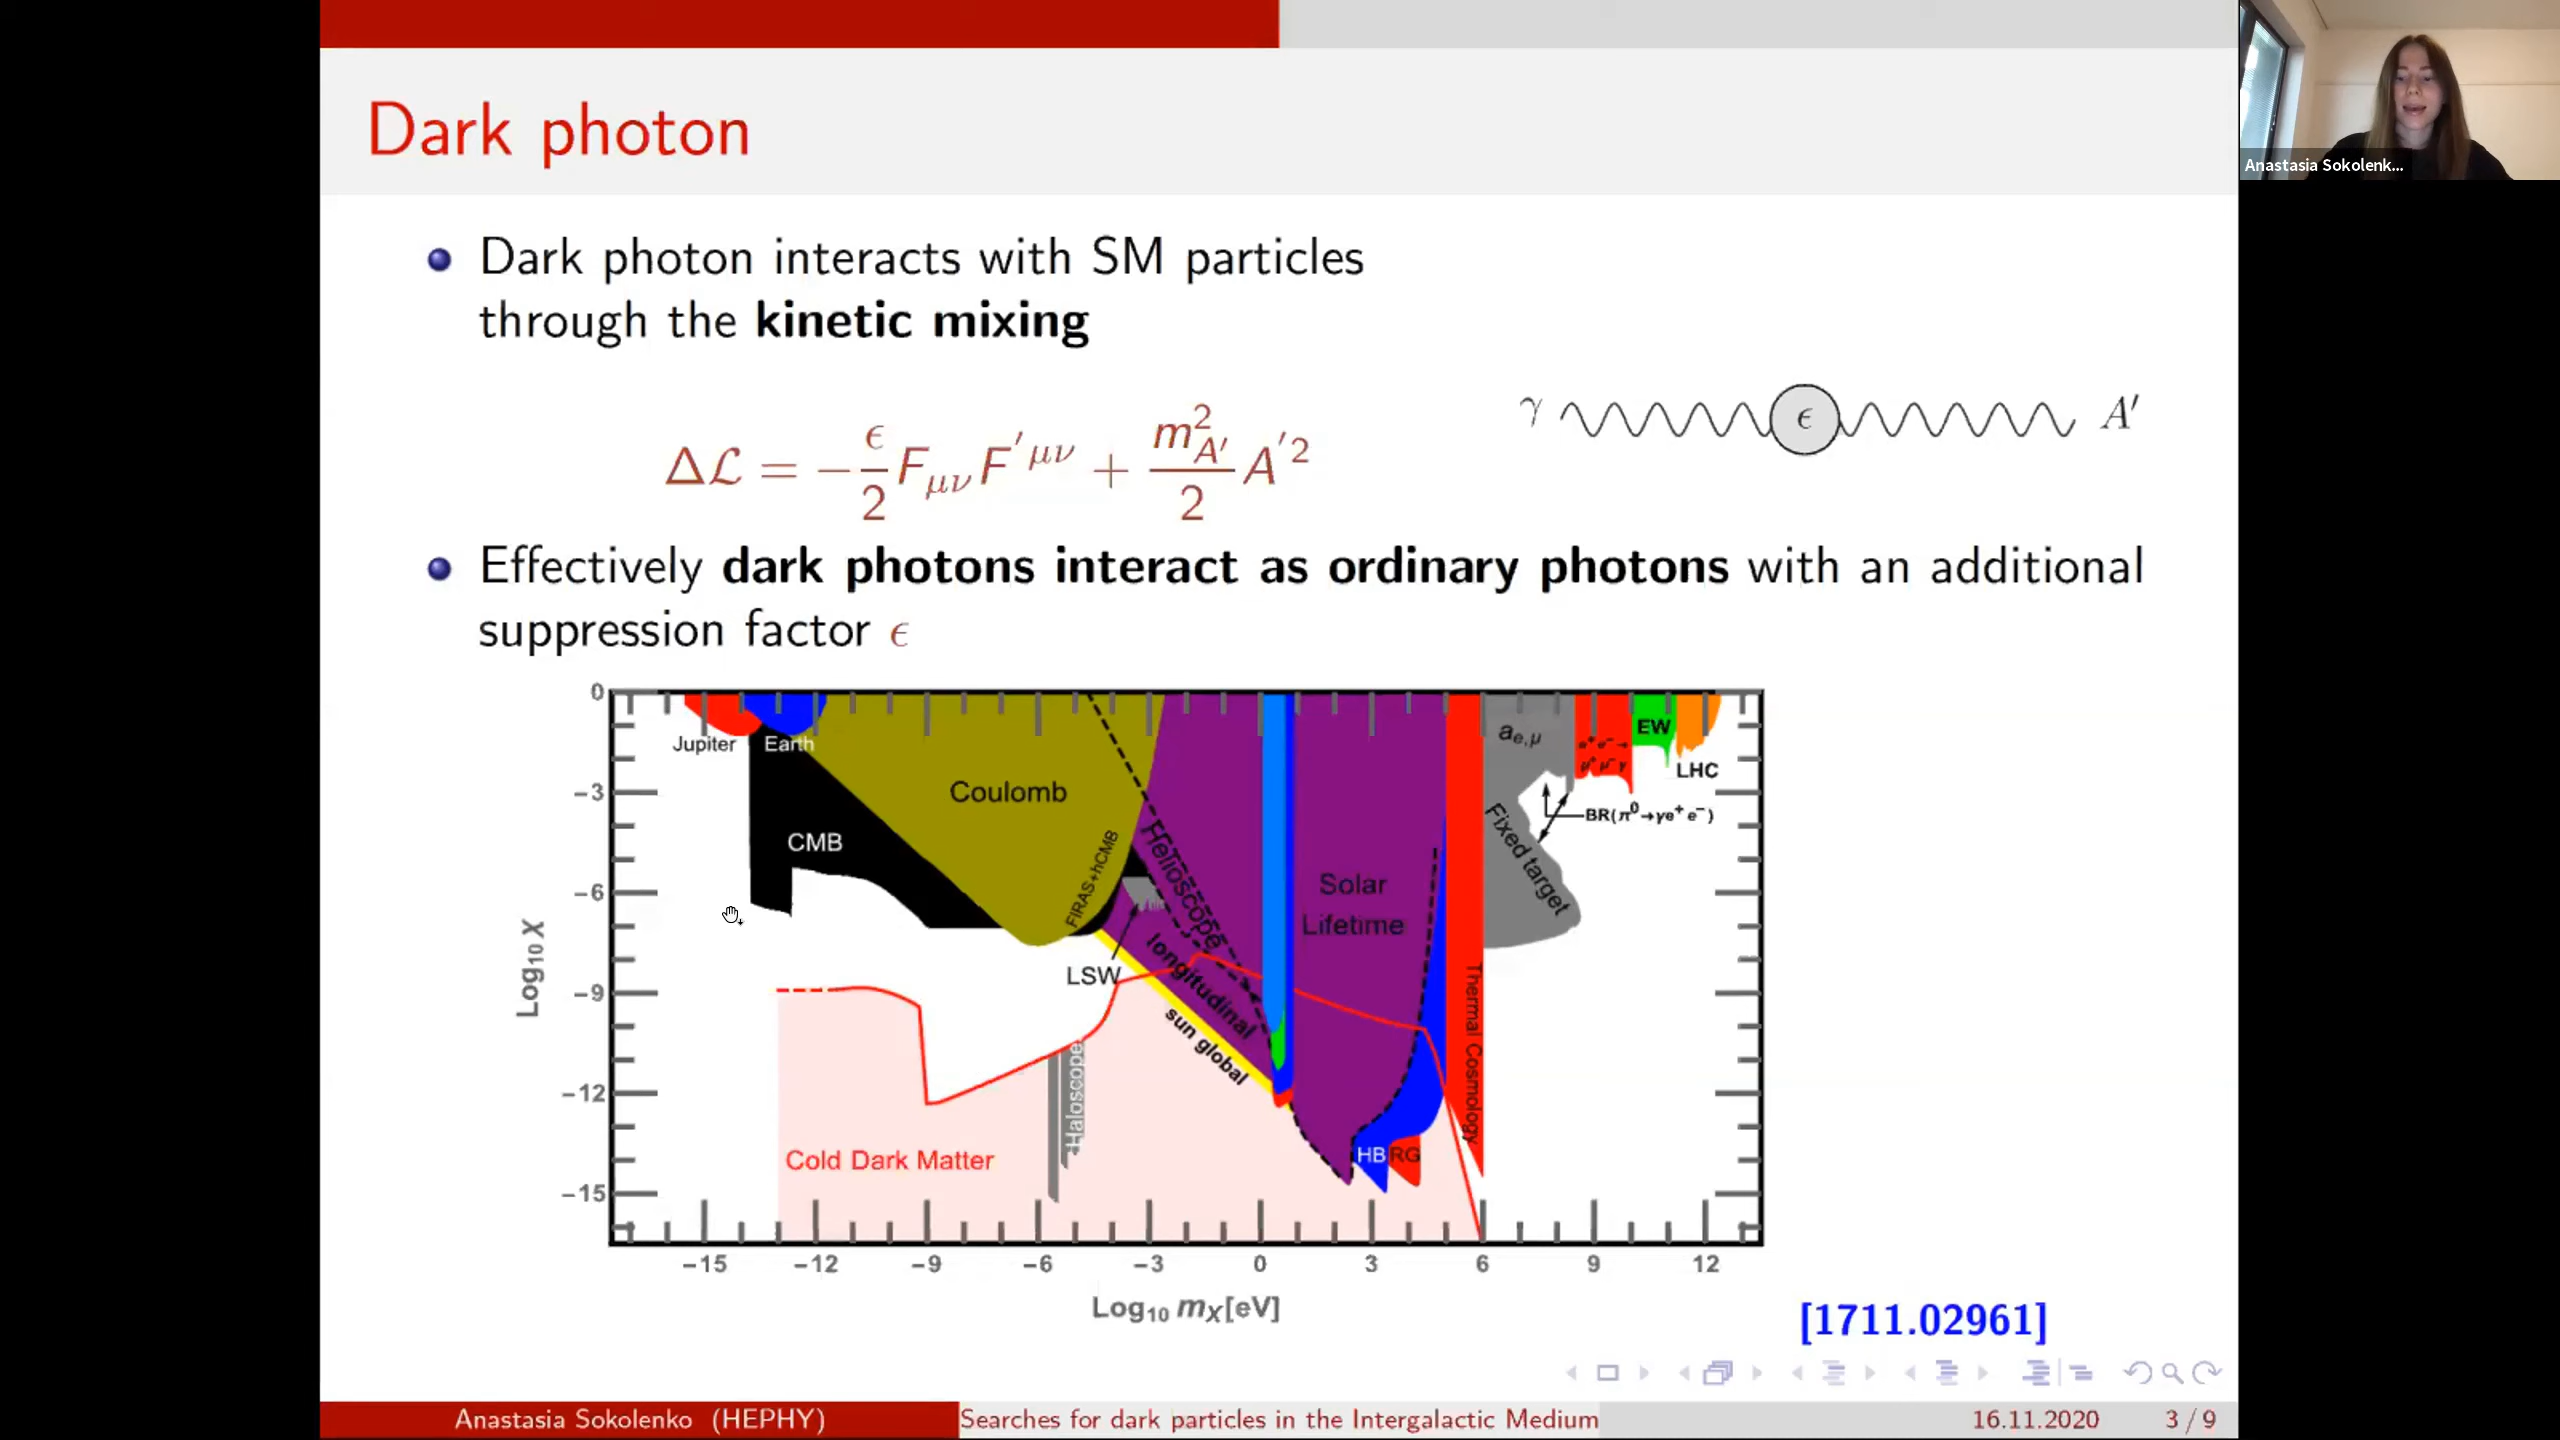 Dark photon
Anastasia Sokolenk...
Dark photon interacts with SM particles
through the kinetic mixing
Δℒ = −ϵ/2 F_μν F'^μν + m²_A'/2 A'²
γ ϵ A′
Effectively dark photons interact as ordinary photons with an additional
suppression factor ϵ
0
−3
−6
−9
−12
−15
Log₁₀ χ
Jupiter
Earth
CMB
Coulomb
FIRAS+hCMB
Helioscope
LSW
longitudinal
sun global
Haloscope
Cold Dark Matter
Solar
Lifetime
HB
RG
Thermal Cosmology
a_e,μ
Fixed target
e⁺e⁻→
μ⁺μ⁻γ
EW
LHC
BR(π⁰→γe⁺e⁻)
−15 −12 −9 −6 −3 0 3 6 9 12
Log₁₀ m_X[eV]
[1711.02961]
Anastasia Sokolenko (HEPHY)
Searches for dark particles in the Intergalactic Medium
16.11.2020
3 / 9